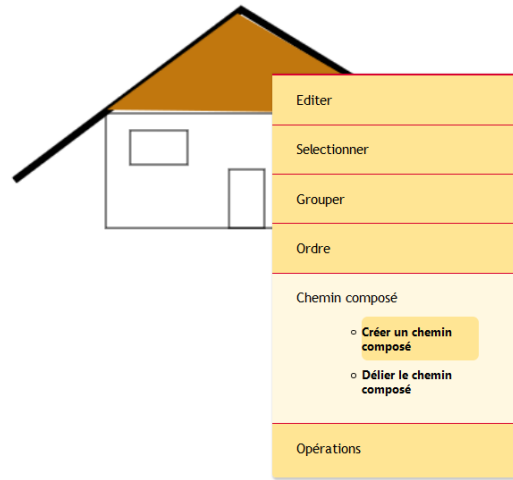 Editer
Selectionner
Grouper
Ordre
Chemin composé
Créer un chemin
composé
Délier le chemin
composé
Opérations